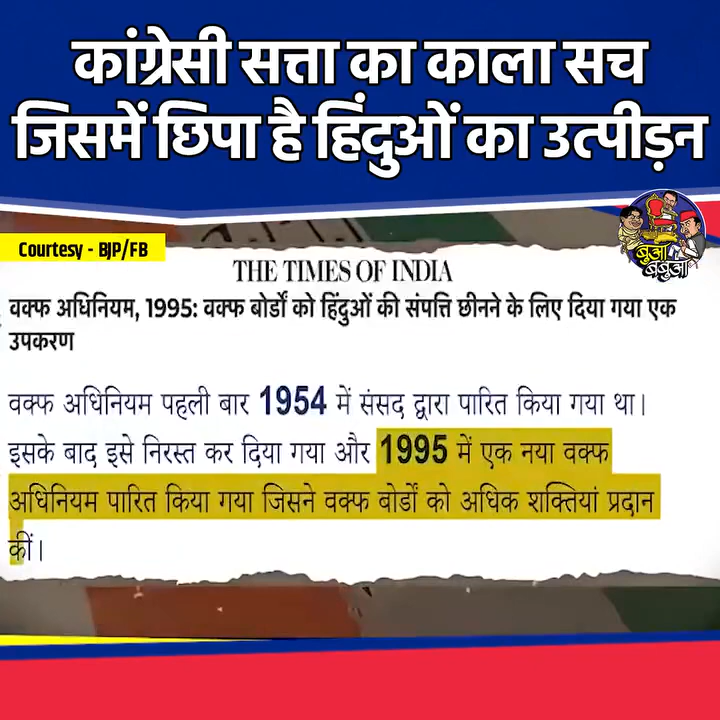 कांग्रेसी सत्ता का काला सच
जिसमें छिपा है हिंदुओं का उत्पीड़न
बुआ
बबुआ
Courtesy - BJP/FB
THE TIMES OF INDIA
वक्फ अधिनियम, 1995: वक्फ बोर्डों को हिंदुओं की संपत्ति छीनने के लिए दिया गया एक
उपकरण
वक्फ अधिनियम पहली बार 1954 में संसद द्वारा पारित किया गया था।
इसके बाद इसे निरस्त कर दिया गया और 1995 में एक नया वक्फ
अधिनियम पारित किया गया जिसने वक्फ बोर्डों को अधिक शक्तियां प्रदान
कीं।